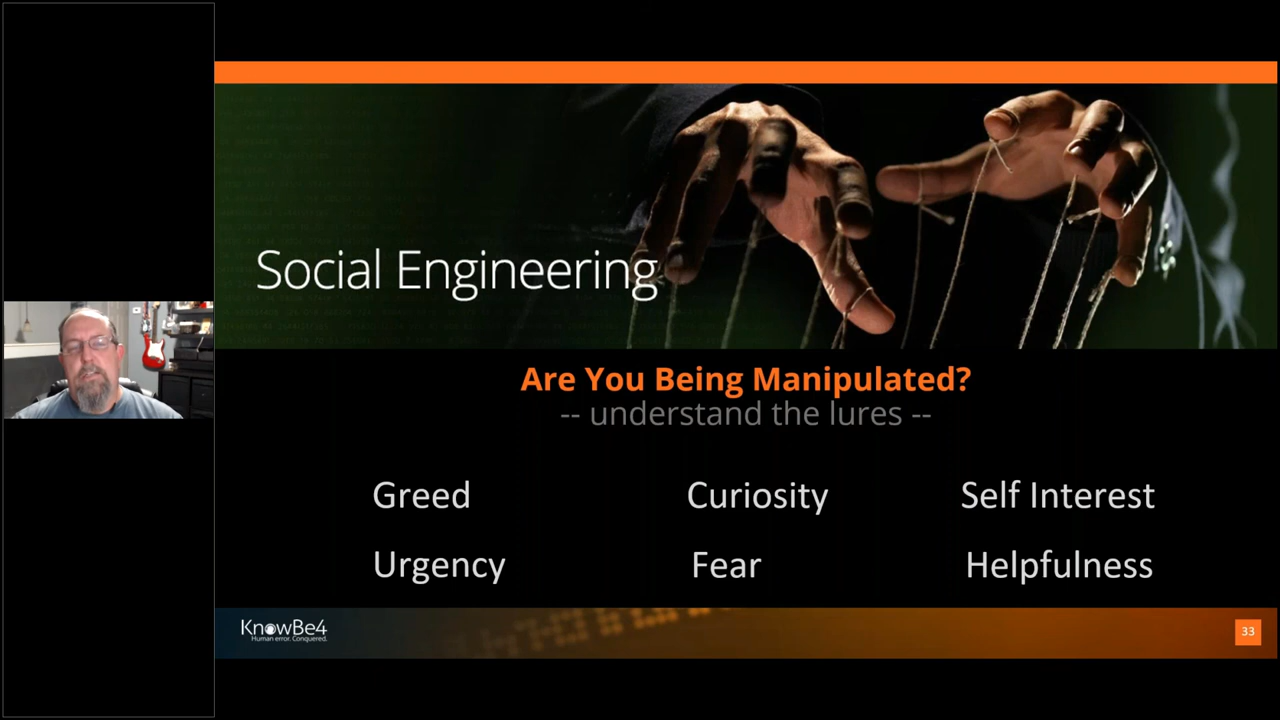 Social Engineering
Are You Being Manipulated?
-- understand the lures --
Greed Curiosity Self Interest
Urgency Fear Helpfulness
KnowBe4
Human error. Conquered.
33